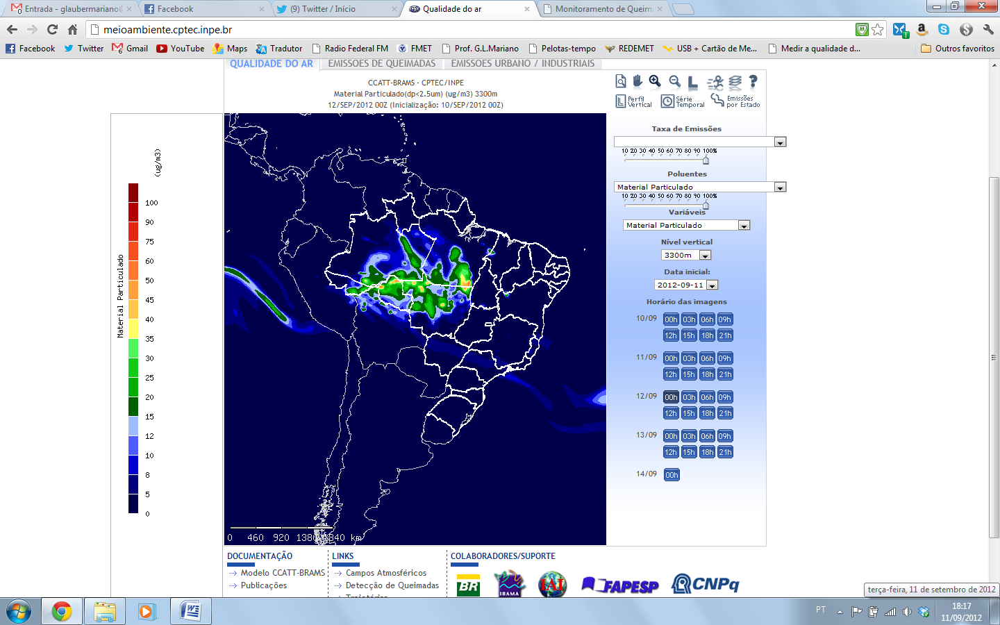 Entrada - glaubermariano@
Facebook
(9) Twitter / Início
Qualidade do ar
Monitoramento de Queim
meioambiente.cptec.inpe.br
Facebook
Twitter
Gmail
YouTube
Maps
Tradutor
Radio Federal FM
FMET
Prof. G.L.Mariano
Pelotas-tempo
REDEMET
USB + Cartão de Me...
Medir a qualidade d...
Outros favoritos
QUALIDADE DO AR
EMISSOES DE QUEIMADAS
EMISSOES URBANO / INDUSTRIAIS
CCATT-BRAMS - CPTEC/INPE
Material Particulado(dp<2.5um) (ug/m3) 3300m
12/SEP/2012 00Z (Inicialização: 10/SEP/2012 00Z)
Perfil Vertical
Série Temporal
Emissões por Estado
(ug/m3)
Material Particulado
100
90
75
60
50
40
35
30
25
20
15
12
10
8
5
0
0 460 920 1380 1840 km
Taxa de Emissões
10 20 30 40 50 60 70 80 90 100%
Poluentes
Material Particulado
10 20 30 40 50 60 70 80 90 100%
Variáveis
Material Particulado
Nível vertical
3300m
Data inicial:
2012-09-11
Horário das imagens
10/09 00h 03h 06h 09h
12h 15h 18h 21h
11/09 00h 03h 06h 09h
12h 15h 18h 21h
12/09 00h 03h 06h 09h
12h 15h 18h 21h
13/09 00h 03h 06h 09h
12h 15h 18h 21h
14/09 00h
DOCUMENTAÇÃO
Modelo CCATT-BRAMS
Publicações
LINKS
Campos Atmosféricos
Detecção de Queimadas
COLABORADORES/SUPORTE
BR
IBAMA
IAI
FAPESP
CNPq
terça-feira, 11 de setembro de 2012
PT
18:17
11/09/2012